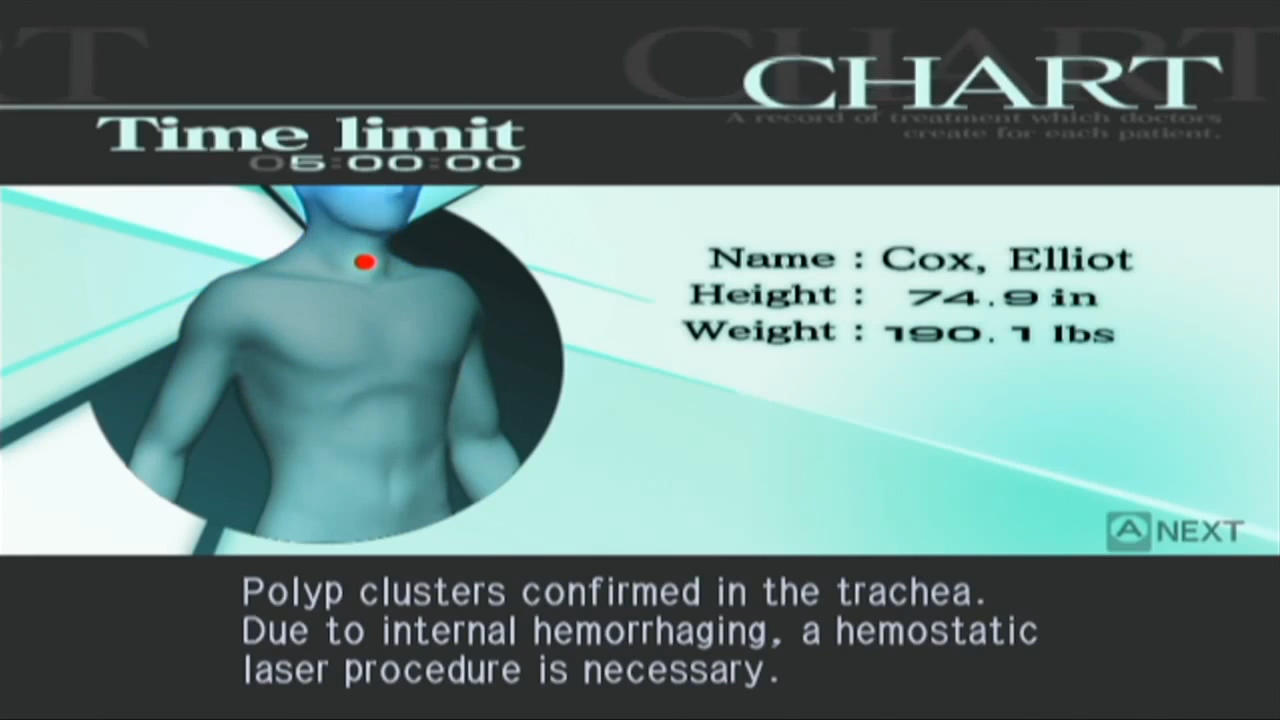 CHART
A record of treatment which doctors
create for each patient.
Time limit
05:00:00
Name : Cox, Elliot
Height : 74.9 in
Weight : 190.1 lbs
A NEXT
Polyp clusters confirmed in the trachea.
Due to internal hemorrhaging, a hemostatic
laser procedure is necessary.